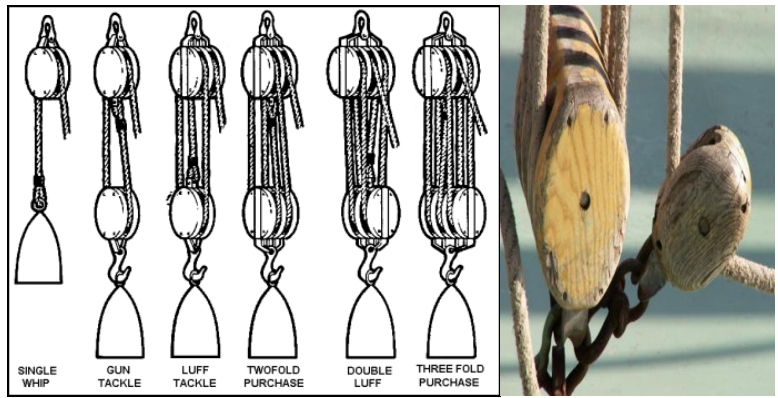 SINGLE
WHIP
GUN
TACKLE
LUFF
TACKLE
TWOFOLD
PURCHASE
DOUBLE
LUFF
THREE FOLD
PURCHASE